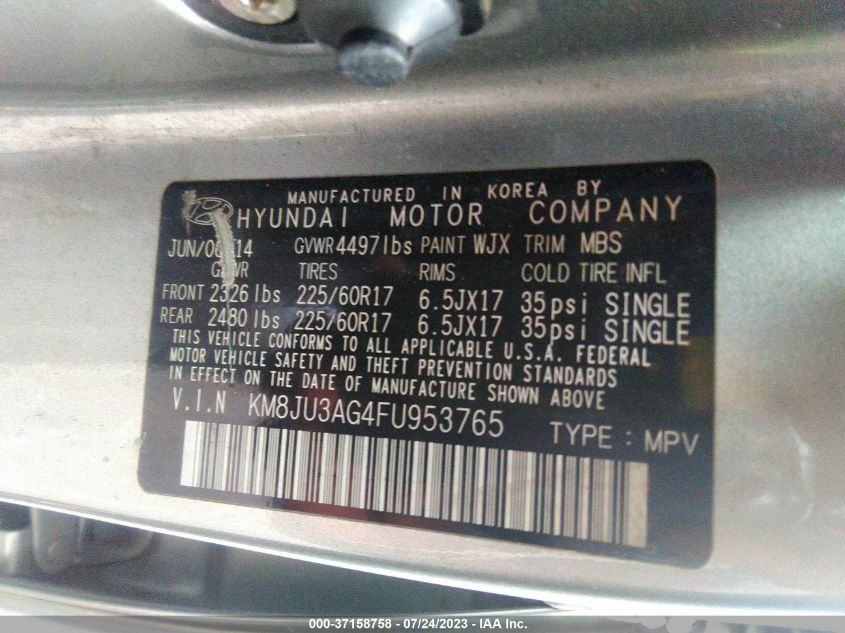 MANUFACTURED IN KOREA BY
HYUNDAI MOTOR COMPANY
GVWR 4497lbs PAINT WJX TRIM MBS
TIRES RIMS COLD TIRE INFL
FRONT 2326 lbs 225/60R17 6.5JX17 35psi SINGLE
REAR 2480 lbs 225/60R17 6.5JX17 35psi SINGLE
THIS VEHICLE CONFORMS TO ALL APPLICABLE U.S.A. FEDERAL
MOTOR VEHICLE SAFETY AND THEFT PREVENTION STANDARDS
IN EFFECT ON THE DATE OF MANUFACTURE SHOWN ABOVE
V.I.N KM8JU3AG4FU953765 TYPE : MPV
000-37158758 - 07/24/2023 - IAA Inc.